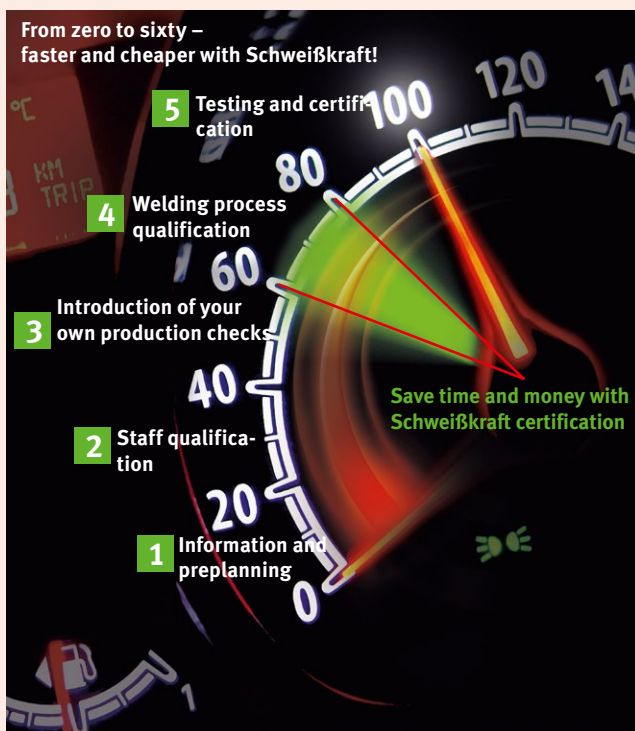 From zero to sixty –
faster and cheaper with Schweißkraft!
5 Testing and certifi-
cation
4 Welding process
qualification
3 Introduction of your
own production checks
2 Staff qualifica-
tion
1 Information and
preplanning
Save time and money with
Schweißkraft certification
°C
KM
TRIP
0
20
40
60
80
100
120
14
1